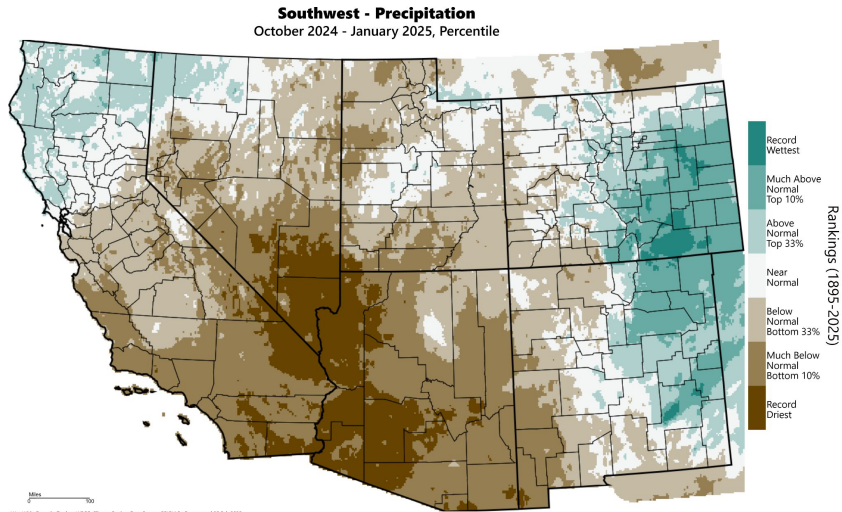 Southwest - Precipitation
October 2024 - January 2025, Percentile
Record
Wettest
Much Above
Normal
Top 10%
Above
Normal
Top 33%
Near
Normal
Below
Normal
Bottom 33%
Much Below
Normal
Bottom 10%
Record
Driest
Rankings (1895-2025)
Miles
0 100